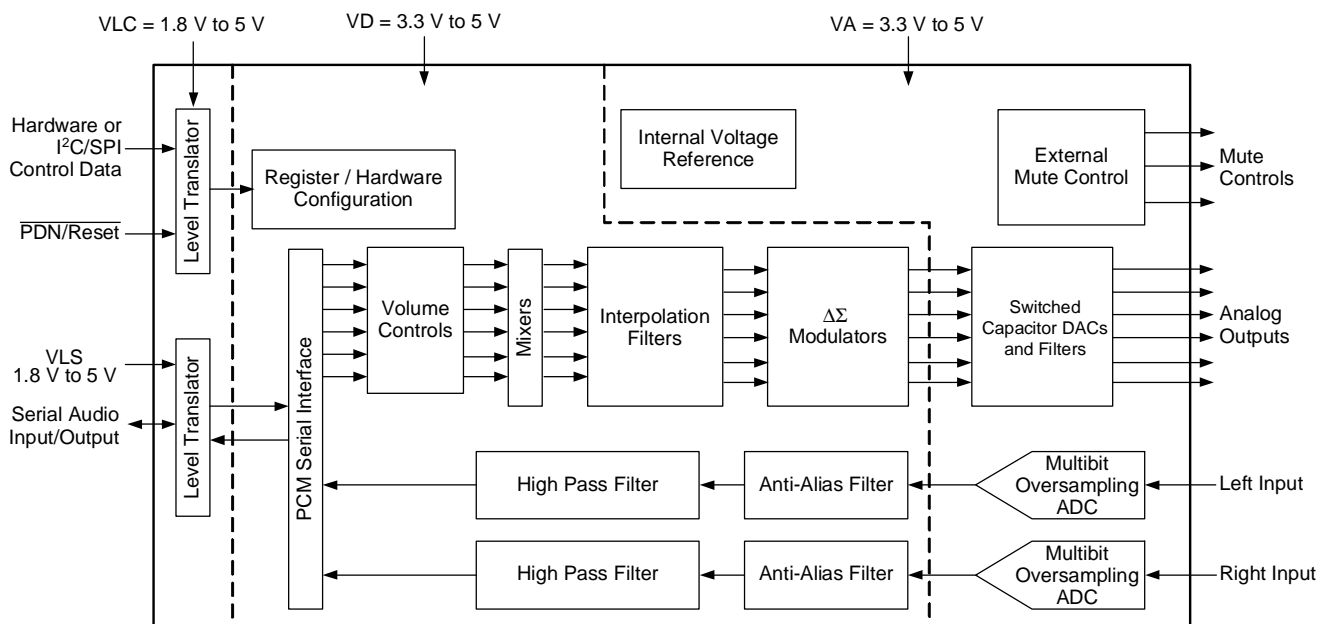 VLC = 1.8 V to 5 V
VD = 3.3 V to 5 V
VA = 3.3 V to 5 V
Hardware or
I²C/SPI
Control Data
PDN/Reset
Level Translator
Register / Hardware
Configuration
Internal Voltage
Reference
External
Mute Control
Mute
Controls
VLS
1.8 V to 5 V
Serial Audio
Input/Output
Level Translator
PCM Serial Interface
Volume
Controls
Mixers
Interpolation
Filters
ΔΣ
Modulators
Switched
Capacitor DACs
and Filters
Analog
Outputs
High Pass Filter
Anti-Alias Filter
Multibit
Oversampling
ADC
Left Input
High Pass Filter
Anti-Alias Filter
Multibit
Oversampling
ADC
Right Input